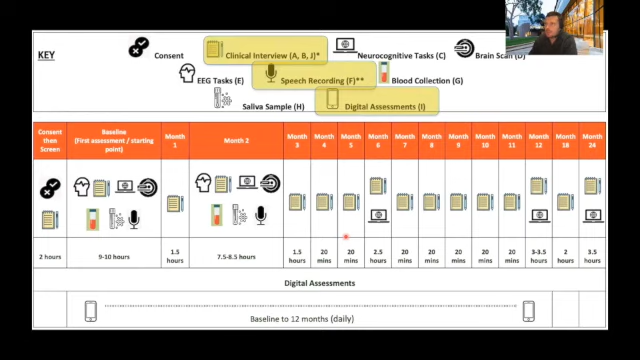 KEY
Consent
Clinical Interview (A, B, J)*
Neurocognitive Tasks (C)
Brain Scan (D)
EEG Tasks (E)
Speech Recording (F)**
Blood Collection (G)
Saliva Sample (H)
Digital Assessments (I)
Consent then Screen
Baseline (First assessment / starting point)
Month 1
Month 2
Month 3
Month 4
Month 5
Month 6
Month 7
Month 8
Month 9
Month 10
Month 11
Month 12
Month 18
Month 24
2 hours
9-10 hours
1.5 hours
7.5-8.5 hours
1.5 hours
20 mins
20 mins
2.5 hours
20 mins
20 mins
20 mins
20 mins
20 mins
3-3.5 hours
2 hours
3.5 hours
Digital Assessments
Baseline to 12 months (daily)